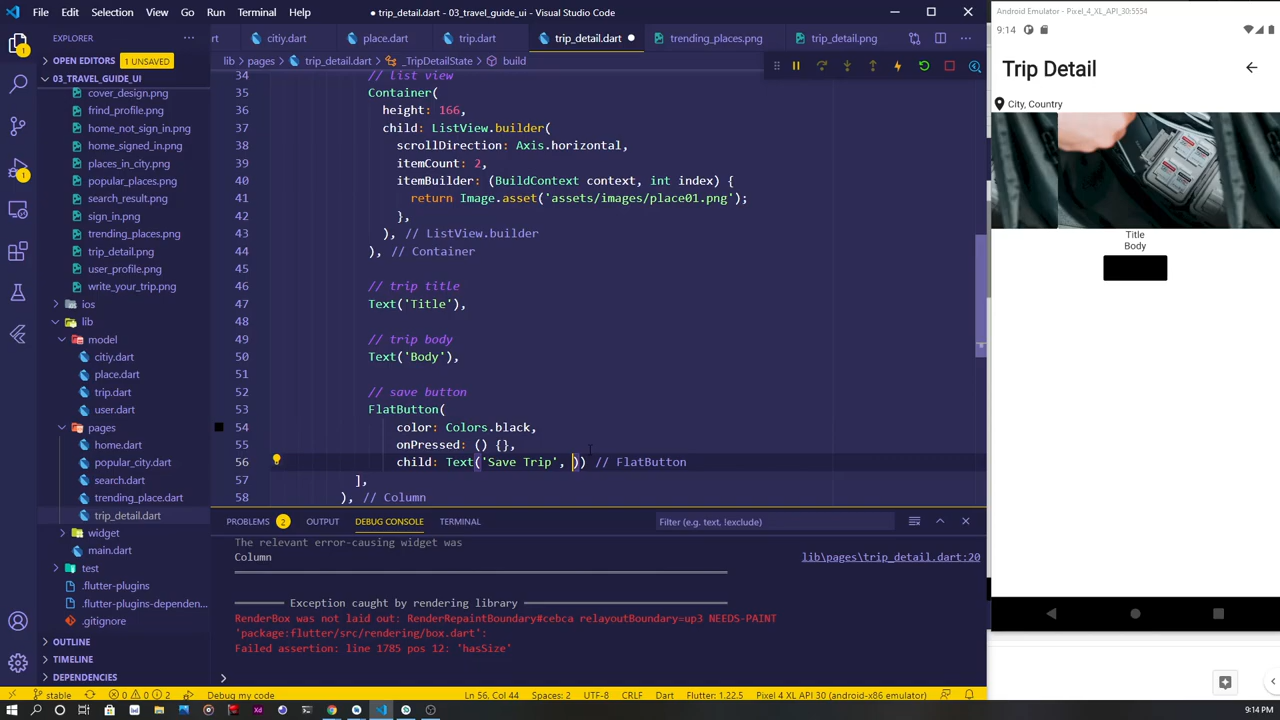 File Edit Selection View Go Run Terminal Help
● trip_detail.dart - 03_travel_guide_ui - Visual Studio Code
EXPLORER
OPEN EDITORS 1 UNSAVED
03_TRAVEL_GUIDE_UI
cover_design.png
frind_profile.png
home_not_sign_in.png
home_signed_in.png
places_in_city.png
popular_places.png
search_result.png
sign_in.png
trending_places.png
trip_detail.png
user_profile.png
write_your_trip.png
ios
lib
model
citiy.dart
place.dart
trip.dart
user.dart
pages
home.dart
popular_city.dart
search.dart
trending_place.dart
trip_detail.dart
widget
main.dart
test
.flutter-plugins
.flutter-plugins-dependen...
.gitignore
OUTLINE
TIMELINE
DEPENDENCIES
place.dart trip.dart trending_places.png trip_detail.png
lib > pages > trip_detail.dart > _TripDetailState > build
34 // list view
35 Container(
36 height: 166,
37 child: ListView.builder(
38 scrollDirection: Axis.horizontal,
39 itemCount: 2,
40 itemBuilder: (BuildContext context, int index) {
41 return Image.asset('assets/images/place01.png');
42 },
43 ), // ListView.builder
44 ), // Container
45
46 // trip title
47 Text('Title'),
48
49 // trip body
50 Text('Body'),
51
52 // save button
53 FlatButton(
54 color: Colors.black,
55 onPressed: () {},
56 child: Text('Save Trip', )) // FlatButton
57 ],
58 ), // Column
PROBLEMS 2 OUTPUT DEBUG CONSOLE TERMINAL Filter (e.g. text, !exclude)
The relevant error-causing widget was
Column lib\pages\trip_detail.dart:20
Exception caught by rendering library
RenderBox was not laid out: RenderRepaintBoundary#cebca relayoutBoundary=up3 NEEDS-PAINT
'package:flutter/src/rendering/box.dart':
Failed assertion: line 1785 pos 12: 'hasSize'
stable 0 0 2 Debug my code Ln 56, Col 44 Spaces: 2 UTF-8 CRLF Dart Flutter: 1.22.5 Pixel 4 XL API 30 (android-x86 emulator)
Android Emulator - Pixel_4_XL_API_30:5554
9:14
Trip Detail
City, Country
Title
Body
9:14 PM